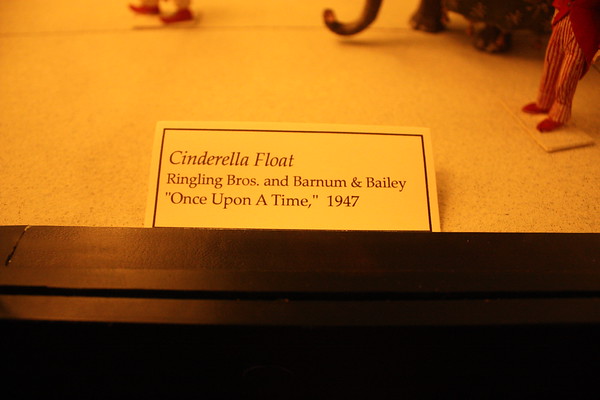 Cinderella Float
Ringling Bros. and Barnum & Bailey
"Once Upon A Time," 1947